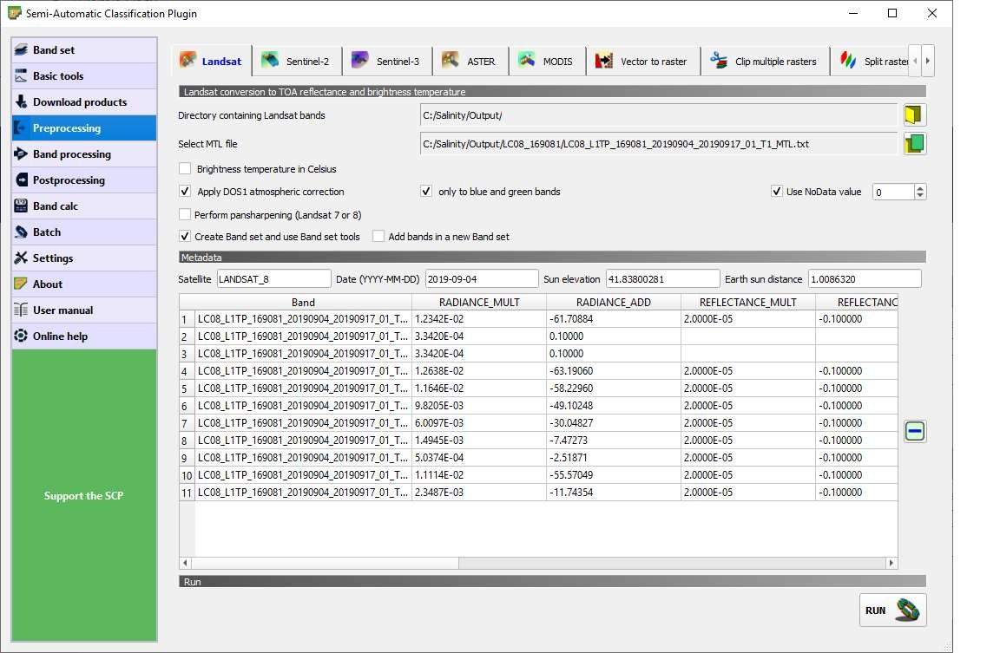 Semi-Automatic Classification Plugin
Band set
Basic tools
Download products
Preprocessing
Band processing
Postprocessing
Band calc
Batch
Settings
About
User manual
Online help
Support the SCP
Landsat Sentinel-2 Sentinel-3 ASTER MODIS Vector to raster Clip multiple rasters Split raster
Landsat conversion to TOA reflectance and brightness temperature
Directory containing Landsat bands C:/Salinity/Output/
Select MTL file C:/Salinity/Output/LC08_169081/LC08_L1TP_169081_20190904_20190917_01_T1_MTL.txt
Brightness temperature in Celsius
Apply DOS1 atmospheric correction only to blue and green bands Use NoData value 0
Perform pansharpening (Landsat 7 or 8)
Create Band set and use Band set tools Add bands in a new Band set
Metadata
Satellite LANDSAT_8 Date (YYYY-MM-DD) 2019-09-04 Sun elevation 41.83800281 Earth sun distance 1.0086320
Band RADIANCE_MULT RADIANCE_ADD REFLECTANCE_MULT REFLECTANC
1 LC08_L1TP_169081_20190904_20190917_01_T... 1.2342E-02 -61.70884 2.0000E-05 -0.100000
2 LC08_L1TP_169081_20190904_20190917_01_T... 3.3420E-04 0.10000
3 LC08_L1TP_169081_20190904_20190917_01_T... 3.3420E-04 0.10000
4 LC08_L1TP_169081_20190904_20190917_01_T... 1.2638E-02 -63.19060 2.0000E-05 -0.100000
5 LC08_L1TP_169081_20190904_20190917_01_T... 1.1646E-02 -58.22960 2.0000E-05 -0.100000
6 LC08_L1TP_169081_20190904_20190917_01_T... 9.8205E-03 -49.10248 2.0000E-05 -0.100000
7 LC08_L1TP_169081_20190904_20190917_01_T... 6.0097E-03 -30.04827 2.0000E-05 -0.100000
8 LC08_L1TP_169081_20190904_20190917_01_T... 1.4945E-03 -7.47273 2.0000E-05 -0.100000
9 LC08_L1TP_169081_20190904_20190917_01_T... 5.0374E-04 -2.51871 2.0000E-05 -0.100000
10 LC08_L1TP_169081_20190904_20190917_01_T... 1.1114E-02 -55.57049 2.0000E-05 -0.100000
11 LC08_L1TP_169081_20190904_20190917_01_T... 2.3487E-03 -11.74354 2.0000E-05 -0.100000
Run
RUN